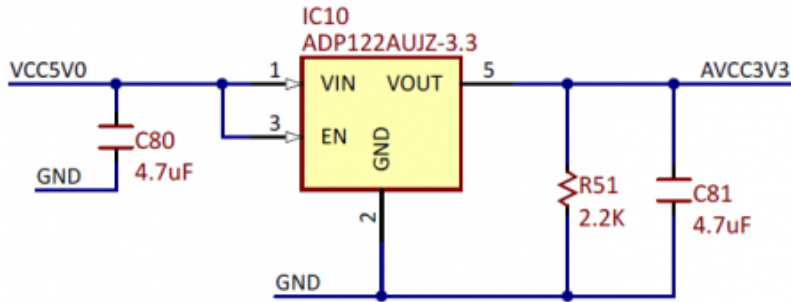 IC10
ADP122AUJZ-3.3
VCC5V0
1
VIN
VOUT
5
AVCC3V3
3
EN
GND
C80
4.7uF
GND
2
R51
2.2K
C81
4.7uF
GND